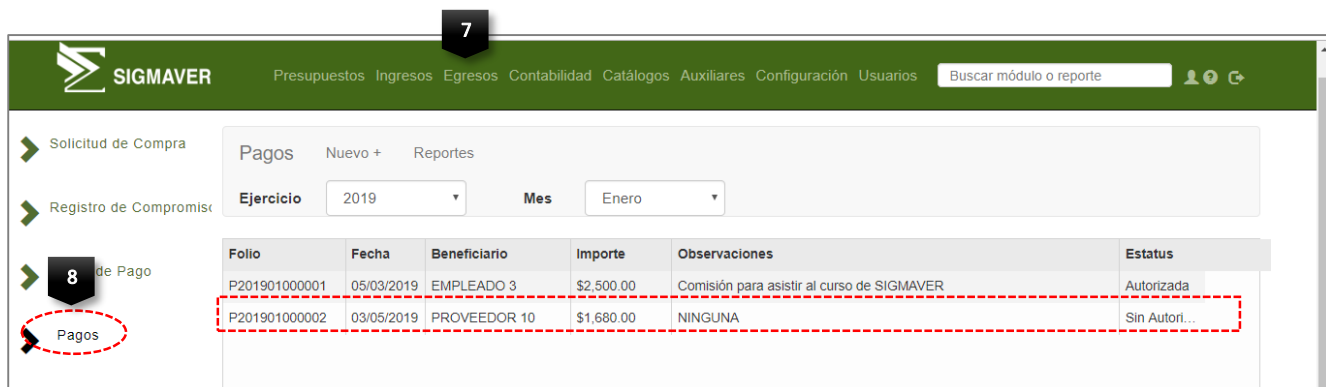 7
SIGMAVER
Presupuestos Ingresos Egresos Contabilidad Catálogos Auxiliares Configuración Usuarios Buscar módulo o reporte
Solicitud de Compra
Pagos Nuevo + Reportes
Ejercicio 2019 Mes Enero
Registro de Compromiso
Folio Fecha Beneficiario Importe Observaciones Estatus
8 de Pago
P201901000001 05/03/2019 EMPLEADO 3 $2,500.00 Comisión para asistir al curso de SIGMAVER Autorizada
P201901000002 03/05/2019 PROVEEDOR 10 $1,680.00 NINGUNA Sin Autori...
Pagos